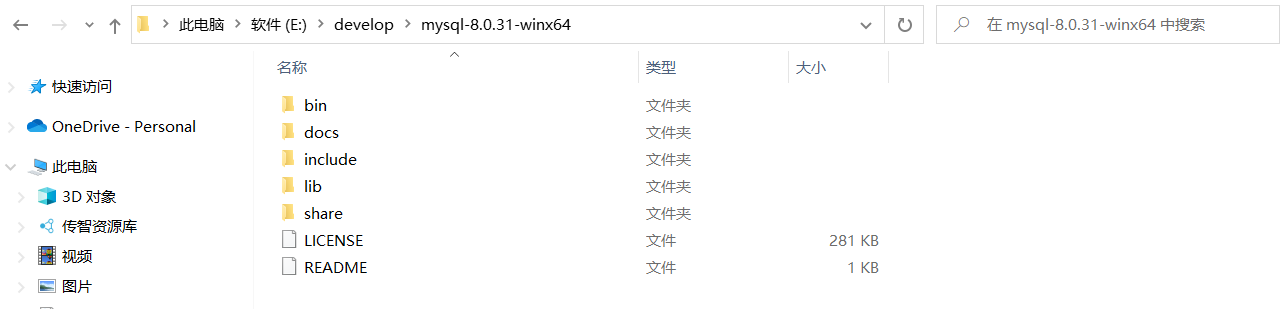 此电脑 软件 (E:) develop mysql-8.0.31-winx64 在 mysql-8.0.31-winx64 中搜索
名称 类型 大小
快速访问
OneDrive - Personal
此电脑
3D 对象
传智资源库
视频
图片
bin 文件夹
docs 文件夹
include 文件夹
lib 文件夹
share 文件夹
LICENSE 文件 281 KB
README 文件 1 KB